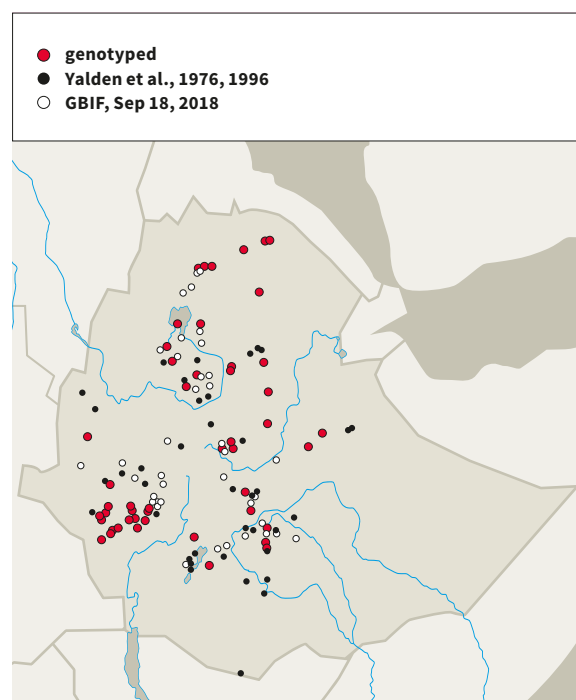 genotyped
Yalden et al., 1976, 1996
GBIF, Sep 18, 2018